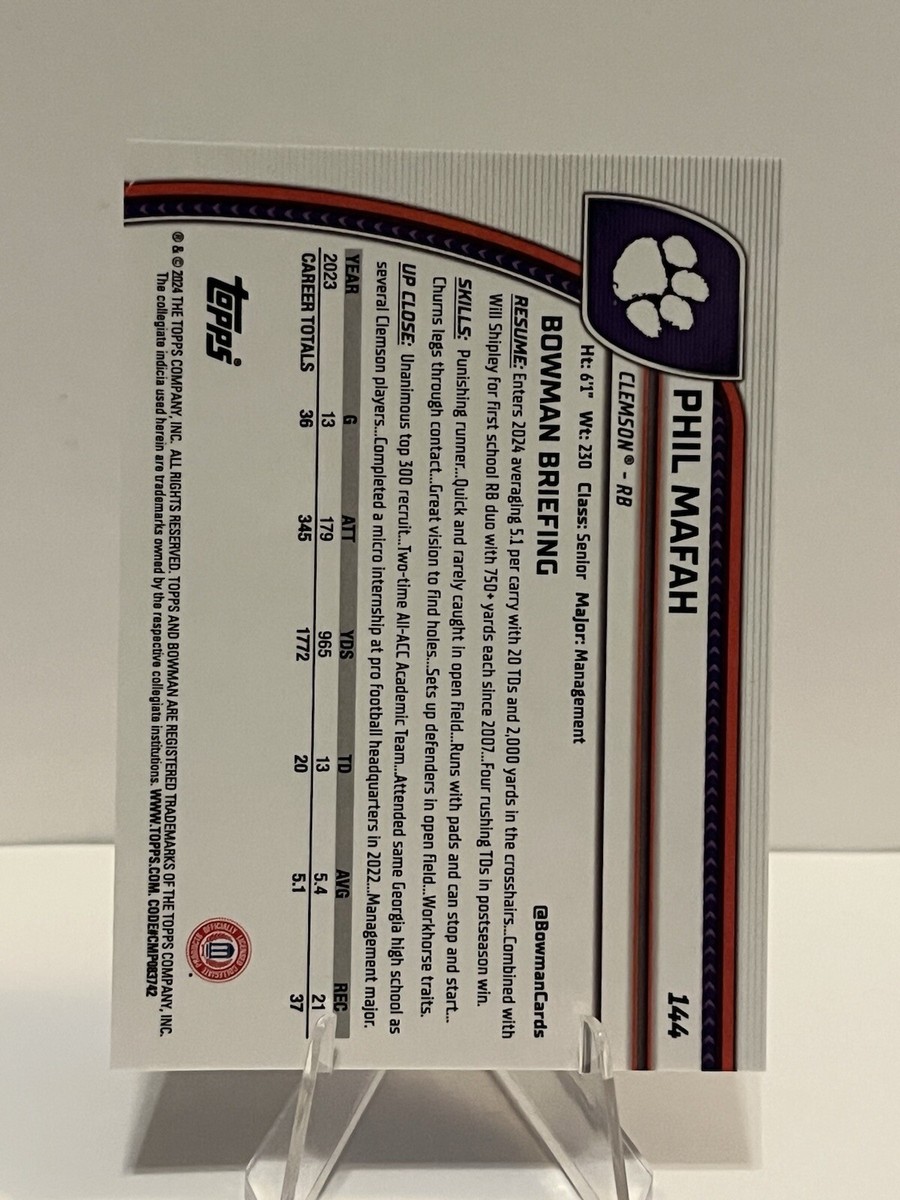 PHIL MAFAH 144
CLEMSON® - RB
Ht: 6'1" Wt: 230 Class: Senior Major: Management
BOWMAN BRIEFING @BowmanCards
RESUME: Enters 2024 averaging 5.1 per carry with 20 TDs and 2,000 yards in the crosshairs...Combined with
Will Shipley for first school RB duo with 750+ yards each since 2007...Four rushing TDs in postseason win.
SKILLS: Punishing runner...Quick and rarely caught in open field...Runs with pads and can stop and start...
Churns legs through contact...Great vision to find holes...Sets up defenders in open field...Workhorse traits.
UP CLOSE: Unanimous top 300 recruit...Two-time All-ACC Academic Team...Attended same Georgia high school as
several Clemson players...Completed a micro internship at pro football headquarters in 2022...Management major.
YEAR G ATT YDS TD AVG REC
2023 13 179 965 13 5.4 21
CAREER TOTALS 36 345 1772 20 5.1 37
topps
OFFICIALLY LICENSED COLLEGIATE PRODUCTS
® & © 2024 THE TOPPS COMPANY, INC. ALL RIGHTS RESERVED. TOPPS AND BOWMAN ARE REGISTERED TRADEMARKS OF THE TOPPS COMPANY, INC.
The collegiate indicia used herein are trademarks owned by the respective collegiate institutions. WWW.TOPPS.COM. CODE#CMP083742